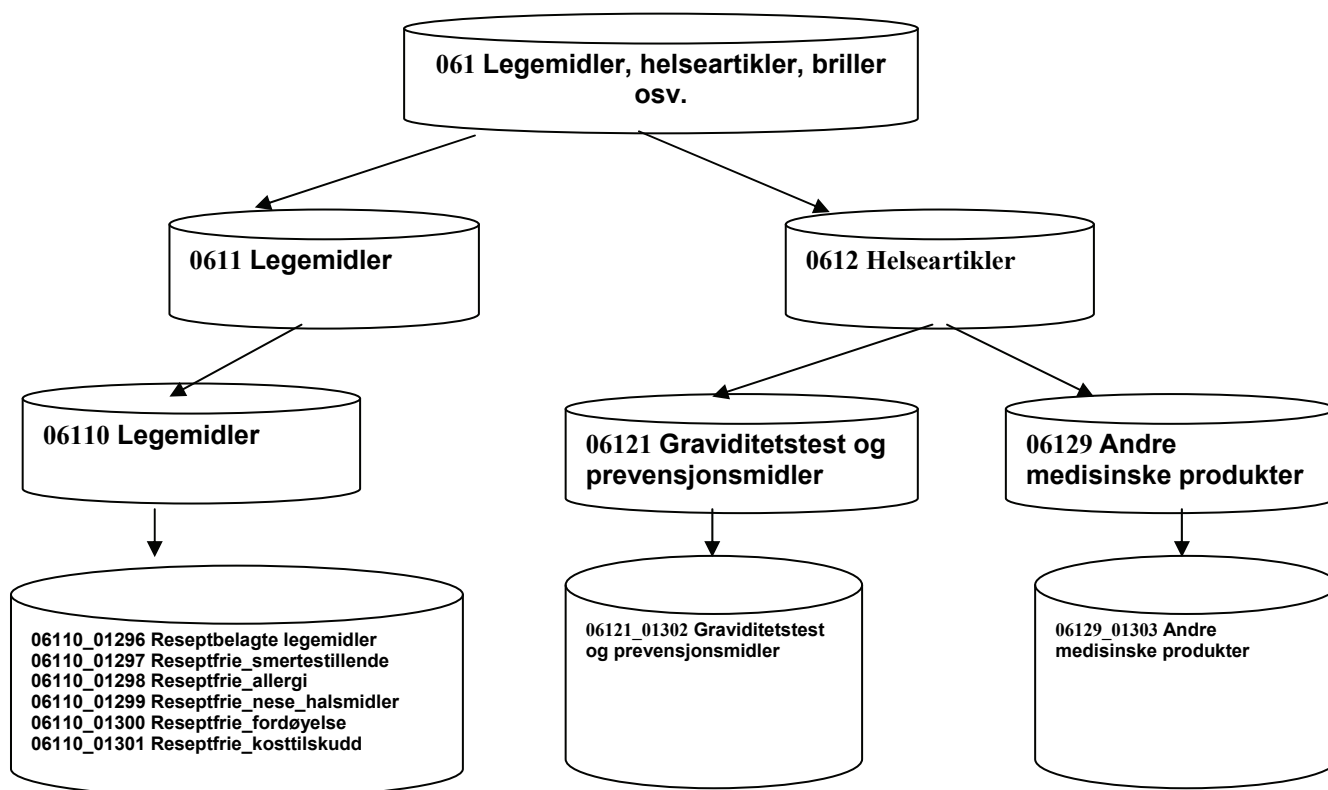 061 Legemidler, helseartikler, briller
osv.
0611 Legemidler
0612 Helseartikler
06110 Legemidler
06121 Graviditetstest og
prevensjonsmidler
06129 Andre
medisinske produkter
06110_01296 Reseptbelagte legemidler
06110_01297 Reseptfrie_smertestillende
06110_01298 Reseptfrie_allergi
06110_01299 Reseptfrie_nese_halsmidler
06110_01300 Reseptfrie_fordøyelse
06110_01301 Reseptfrie_kosttilskudd
06121_01302 Graviditetstest
og prevensjonsmidler
06129_01303 Andre
medisinske produkter